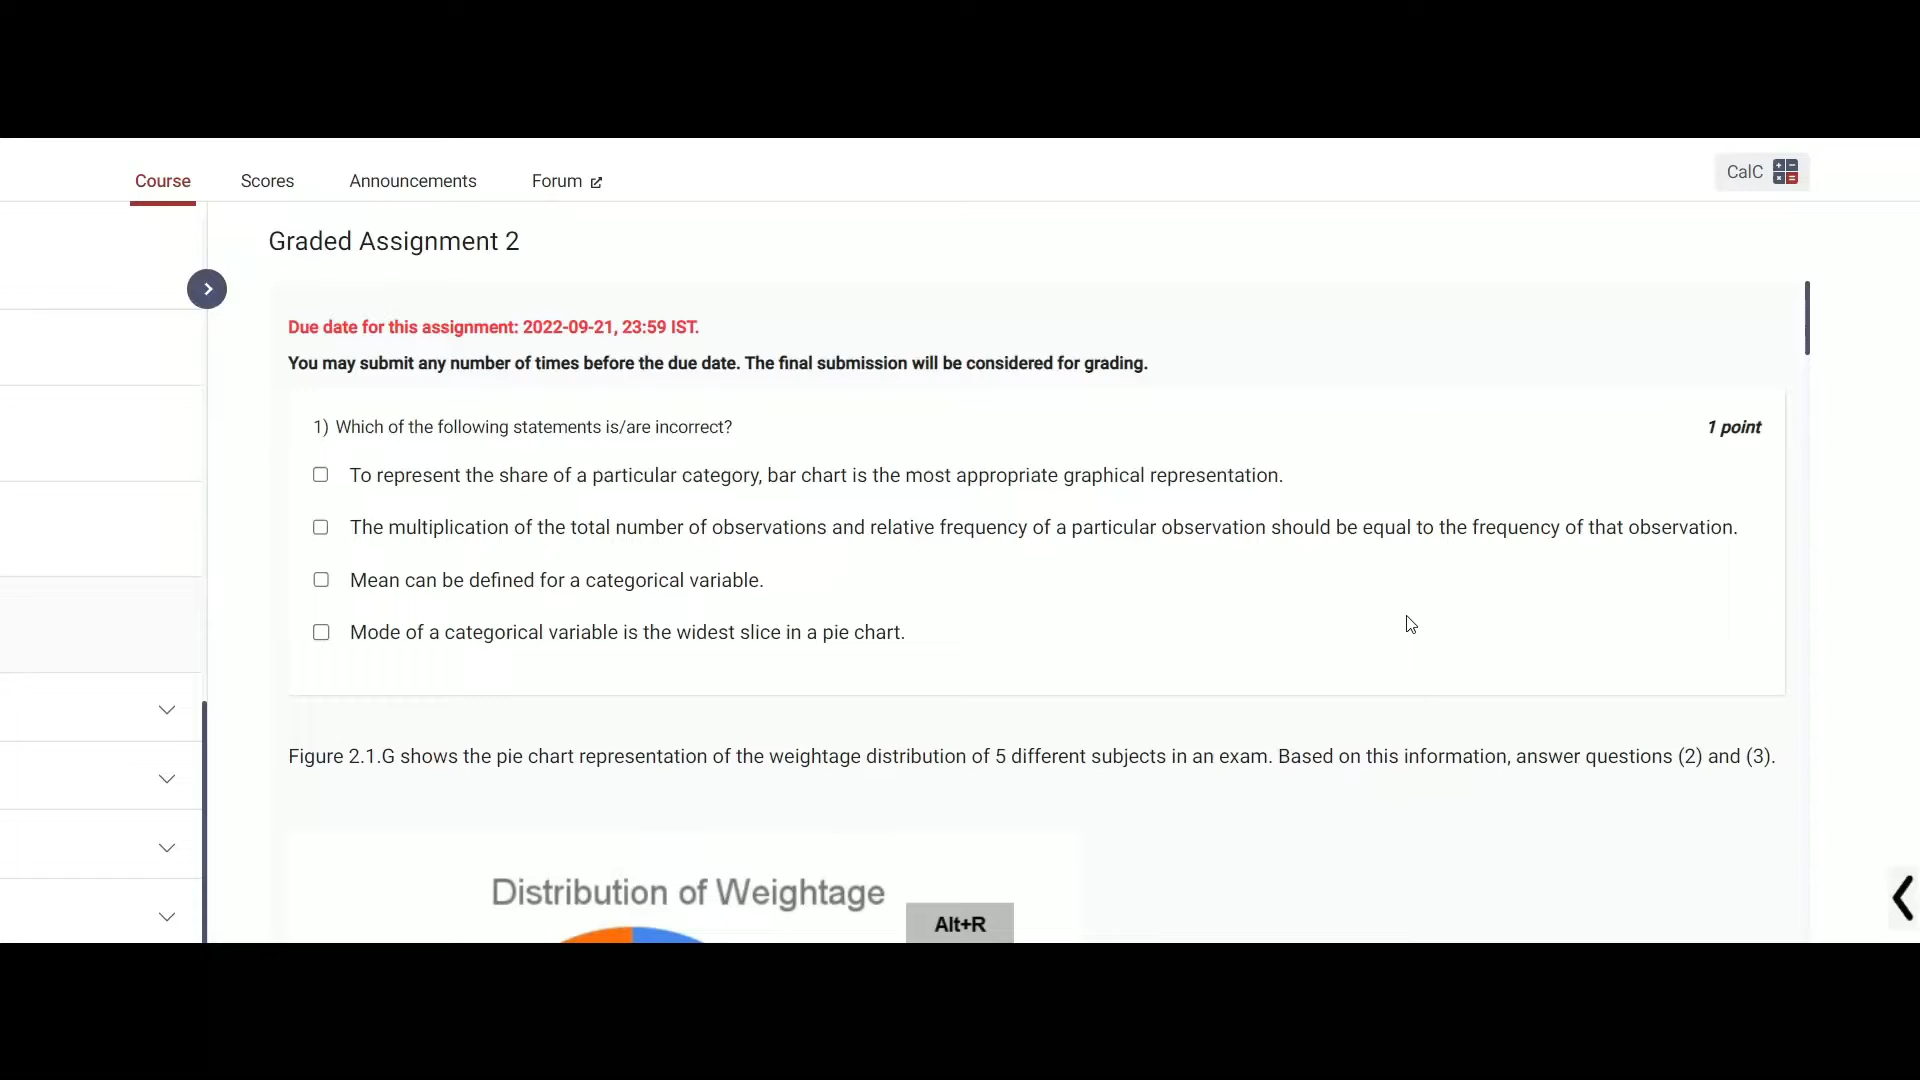 Course Scores Announcements Forum
CalC
Graded Assignment 2
Due date for this assignment: 2022-09-21, 23:59 IST.
You may submit any number of times before the due date. The final submission will be considered for grading.
1) Which of the following statements is/are incorrect?
1 point
To represent the share of a particular category, bar chart is the most appropriate graphical representation.
The multiplication of the total number of observations and relative frequency of a particular observation should be equal to the frequency of that observation.
Mean can be defined for a categorical variable.
Mode of a categorical variable is the widest slice in a pie chart.
Figure 2.1.G shows the pie chart representation of the weightage distribution of 5 different subjects in an exam. Based on this information, answer questions (2) and (3).
Distribution of Weightage
Alt+R